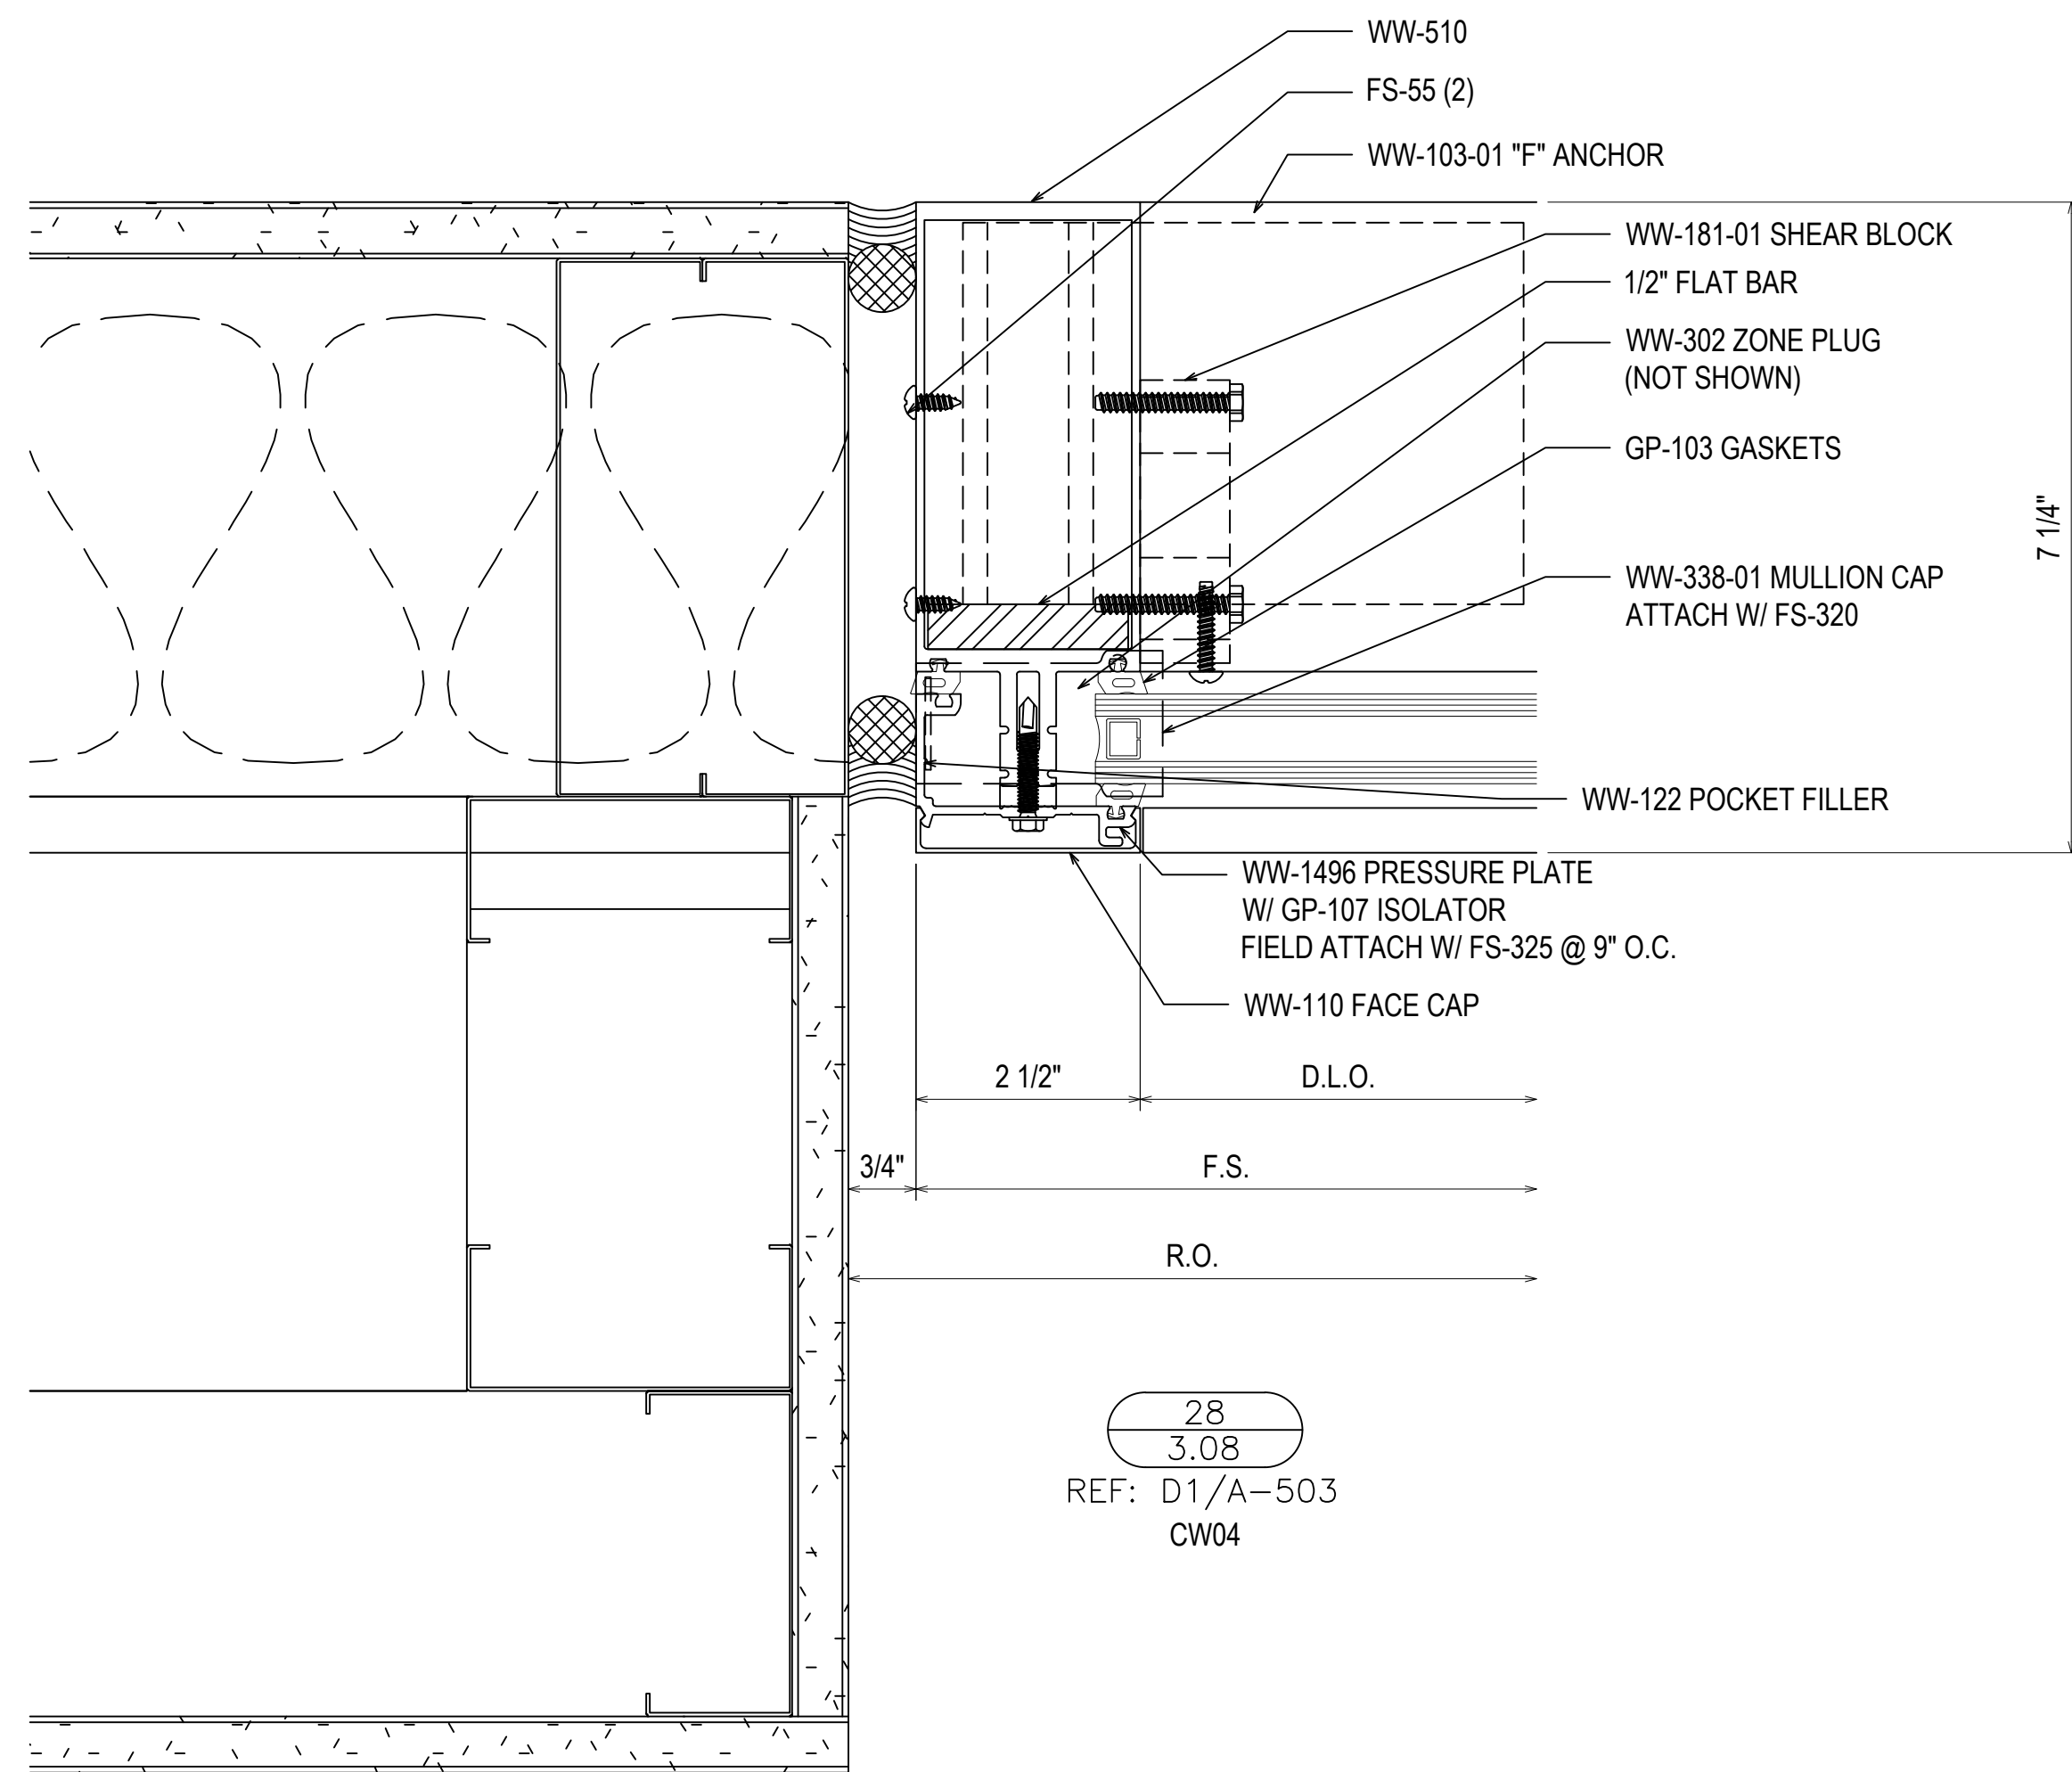 WW-510
FS-55 (2)
WW-103-01 "F" ANCHOR
WW-181-01 SHEAR BLOCK
1/2" FLAT BAR
WW-302 ZONE PLUG
(NOT SHOWN)
GP-103 GASKETS
7 1/4"
WW-338-01 MULLION CAP
ATTACH W/ FS-320
WW-122 POCKET FILLER
WW-1496 PRESSURE PLATE
W/ GP-107 ISOLATOR
FIELD ATTACH W/ FS-325 @ 9" O.C.
WW-110 FACE CAP
2 1/2"
D.L.O.
3/4"
F.S.
R.O.
28
3.08
REF: D1/A-503
CW04